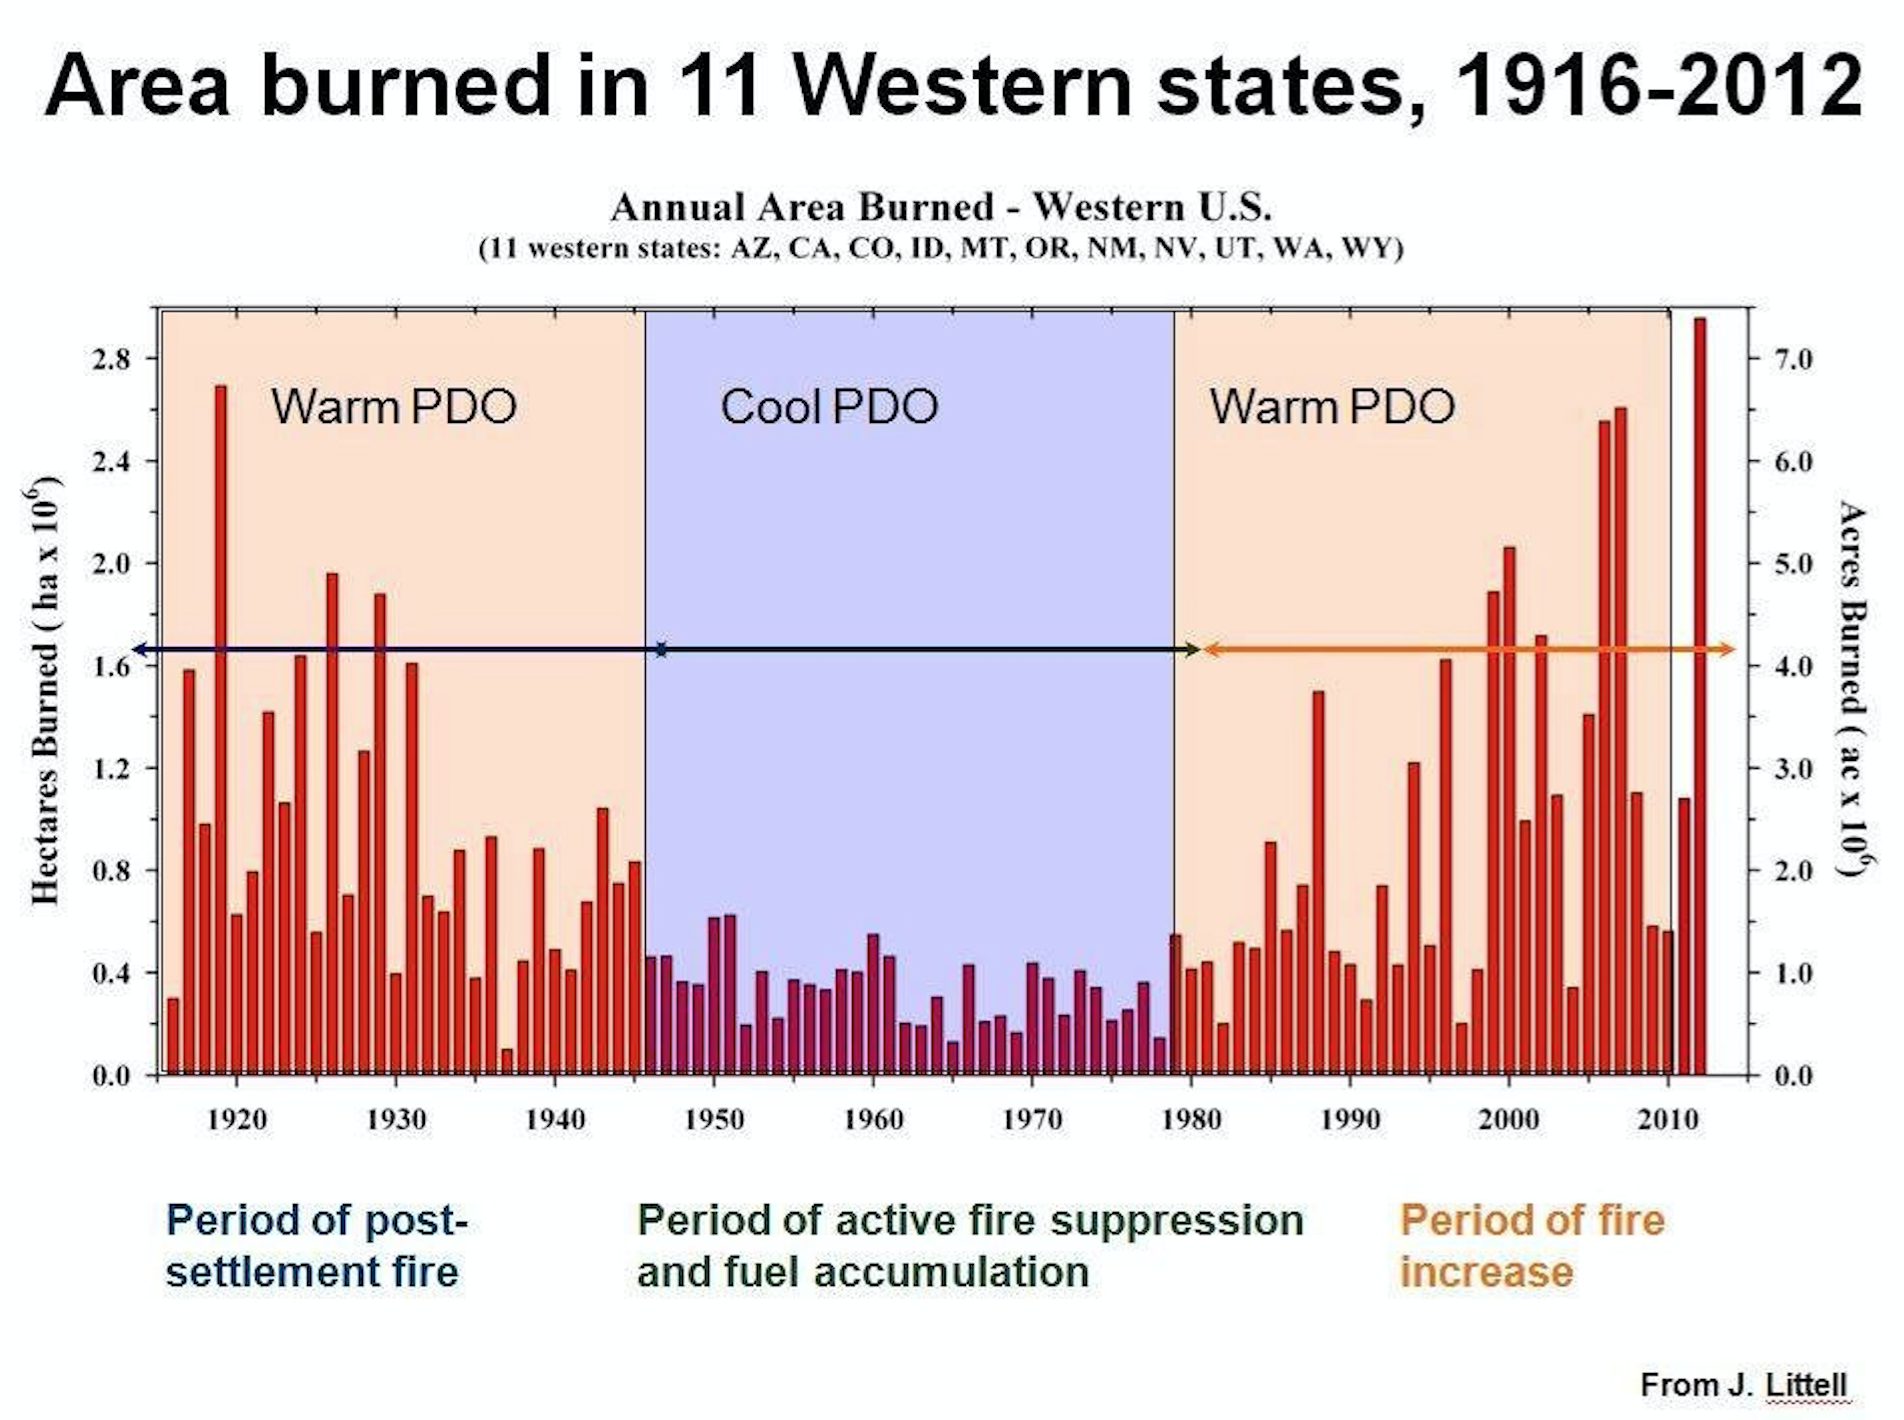 Area burned in 11 Western states, 1916-2012
Annual Area Burned - Western U.S.
(11 western states: AZ, CA, CO, ID, MT, OR, NM, NV, UT, WA, WY)
Warm PDO
Cool PDO
Warm PDO
Hectares Burned ( ha x 10⁶)
2.8
2.4
2.0
1.6
1.2
0.8
0.4
0.0
7.0
6.0
5.0
4.0
3.0
2.0
1.0
0.0
Acres Burned ( ac x 10⁶)
1920 1930 1940 1950 1960 1970 1980 1990 2000 2010
Period of post-
settlement fire
Period of active fire suppression
and fuel accumulation
Period of fire
increase
From J. Littell